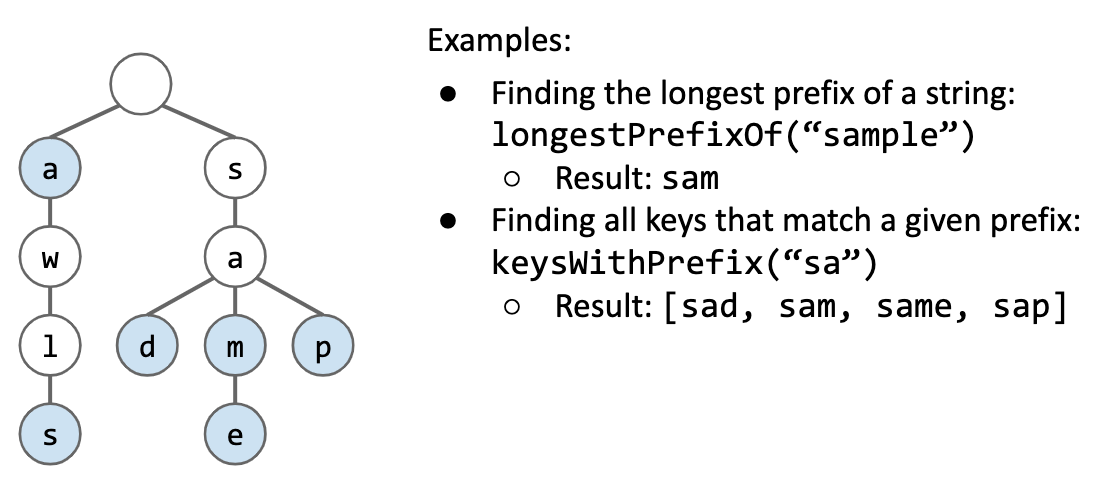 Examples:
● Finding the longest prefix of a string:
longestPrefixOf(“sample”)
○ Result: sam
● Finding all keys that match a given prefix:
keysWithPrefix(“sa”)
○ Result: [sad, sam, same, sap]
a s
w a
l d m p
s e